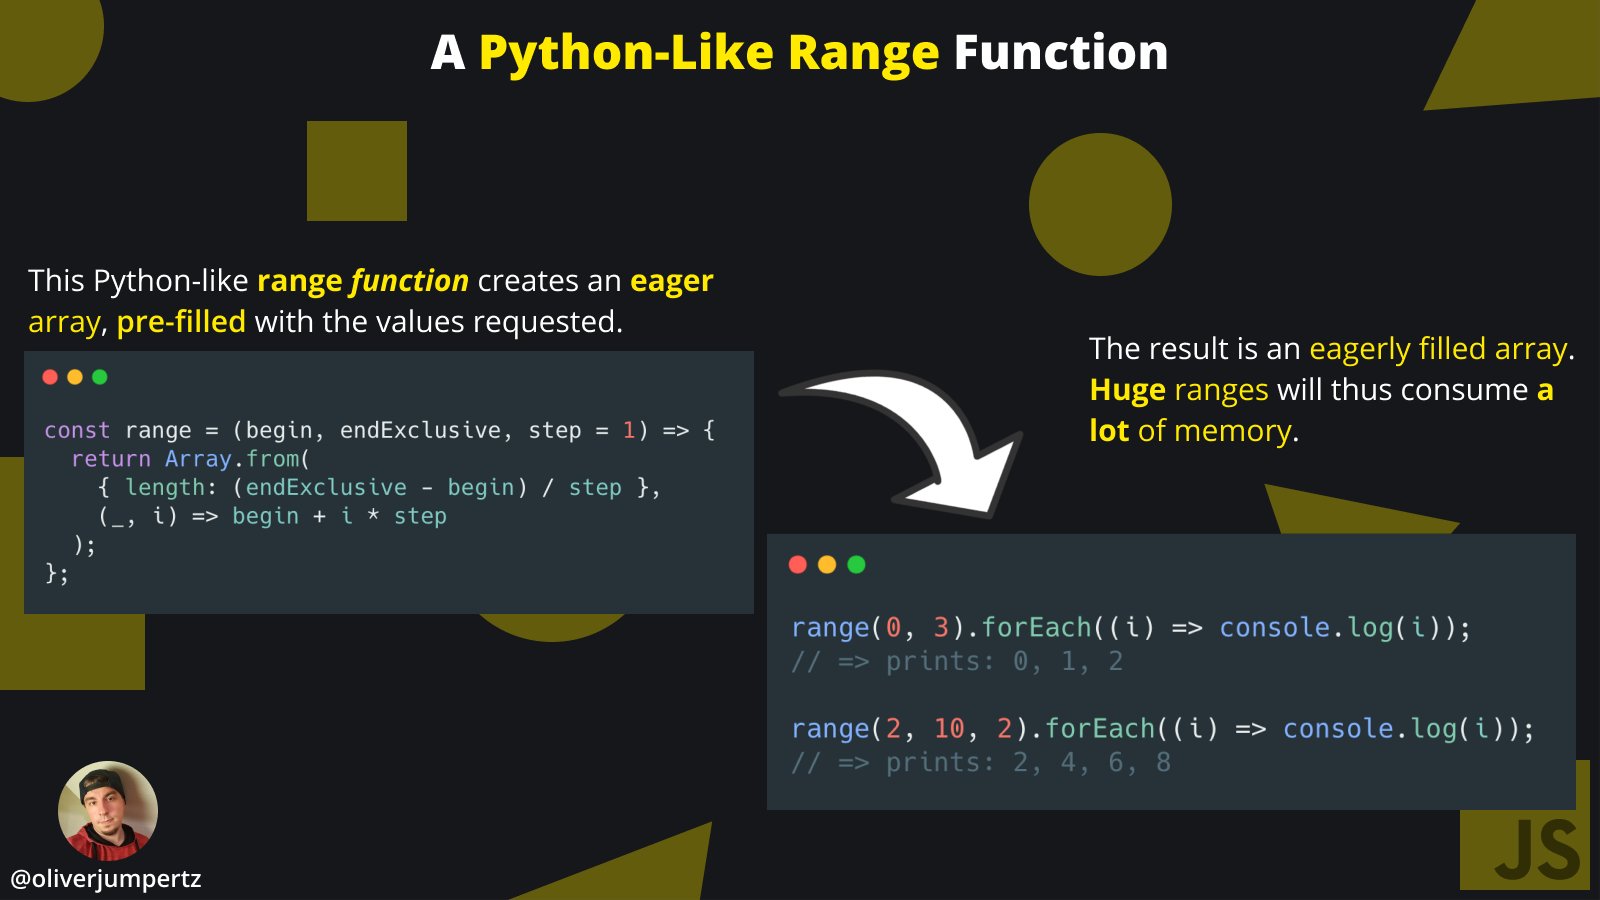 A Python-Like Range Function
This Python-like range function creates an eager
array, pre-filled with the values requested.
const range = (begin, endExclusive, step = 1) => {
  return Array.from(
    { length: (endExclusive - begin) / step },
    (_, i) => begin + i * step
  );
};
The result is an eagerly filled array.
Huge ranges will thus consume a
lot of memory.
range(0, 3).forEach((i) => console.log(i));
// => prints: 0, 1, 2
range(2, 10, 2).forEach((i) => console.log(i));
// => prints: 2, 4, 6, 8
@oliverjumpertz
JS